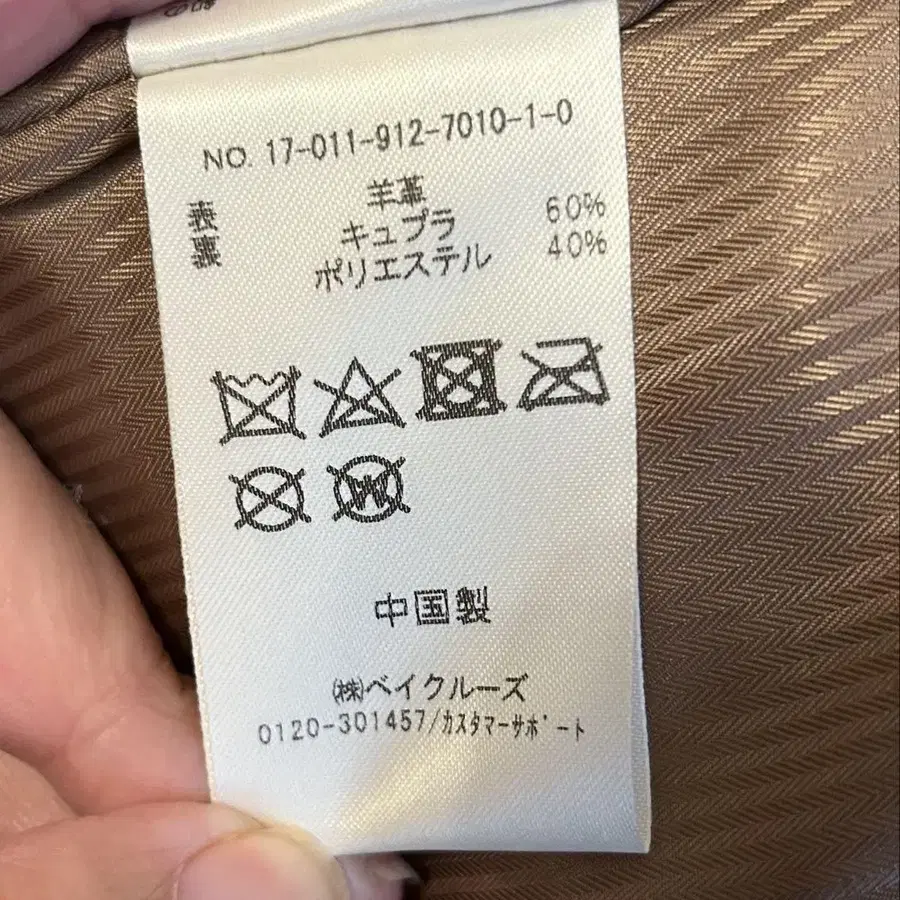 NO. 17-011-912-7010-1-0
表 羊革
裏 キュプラ 60%
ポリエステル 40%
W
中国製
㈱ベイクルーズ
0120-301457/カスタマーサポート